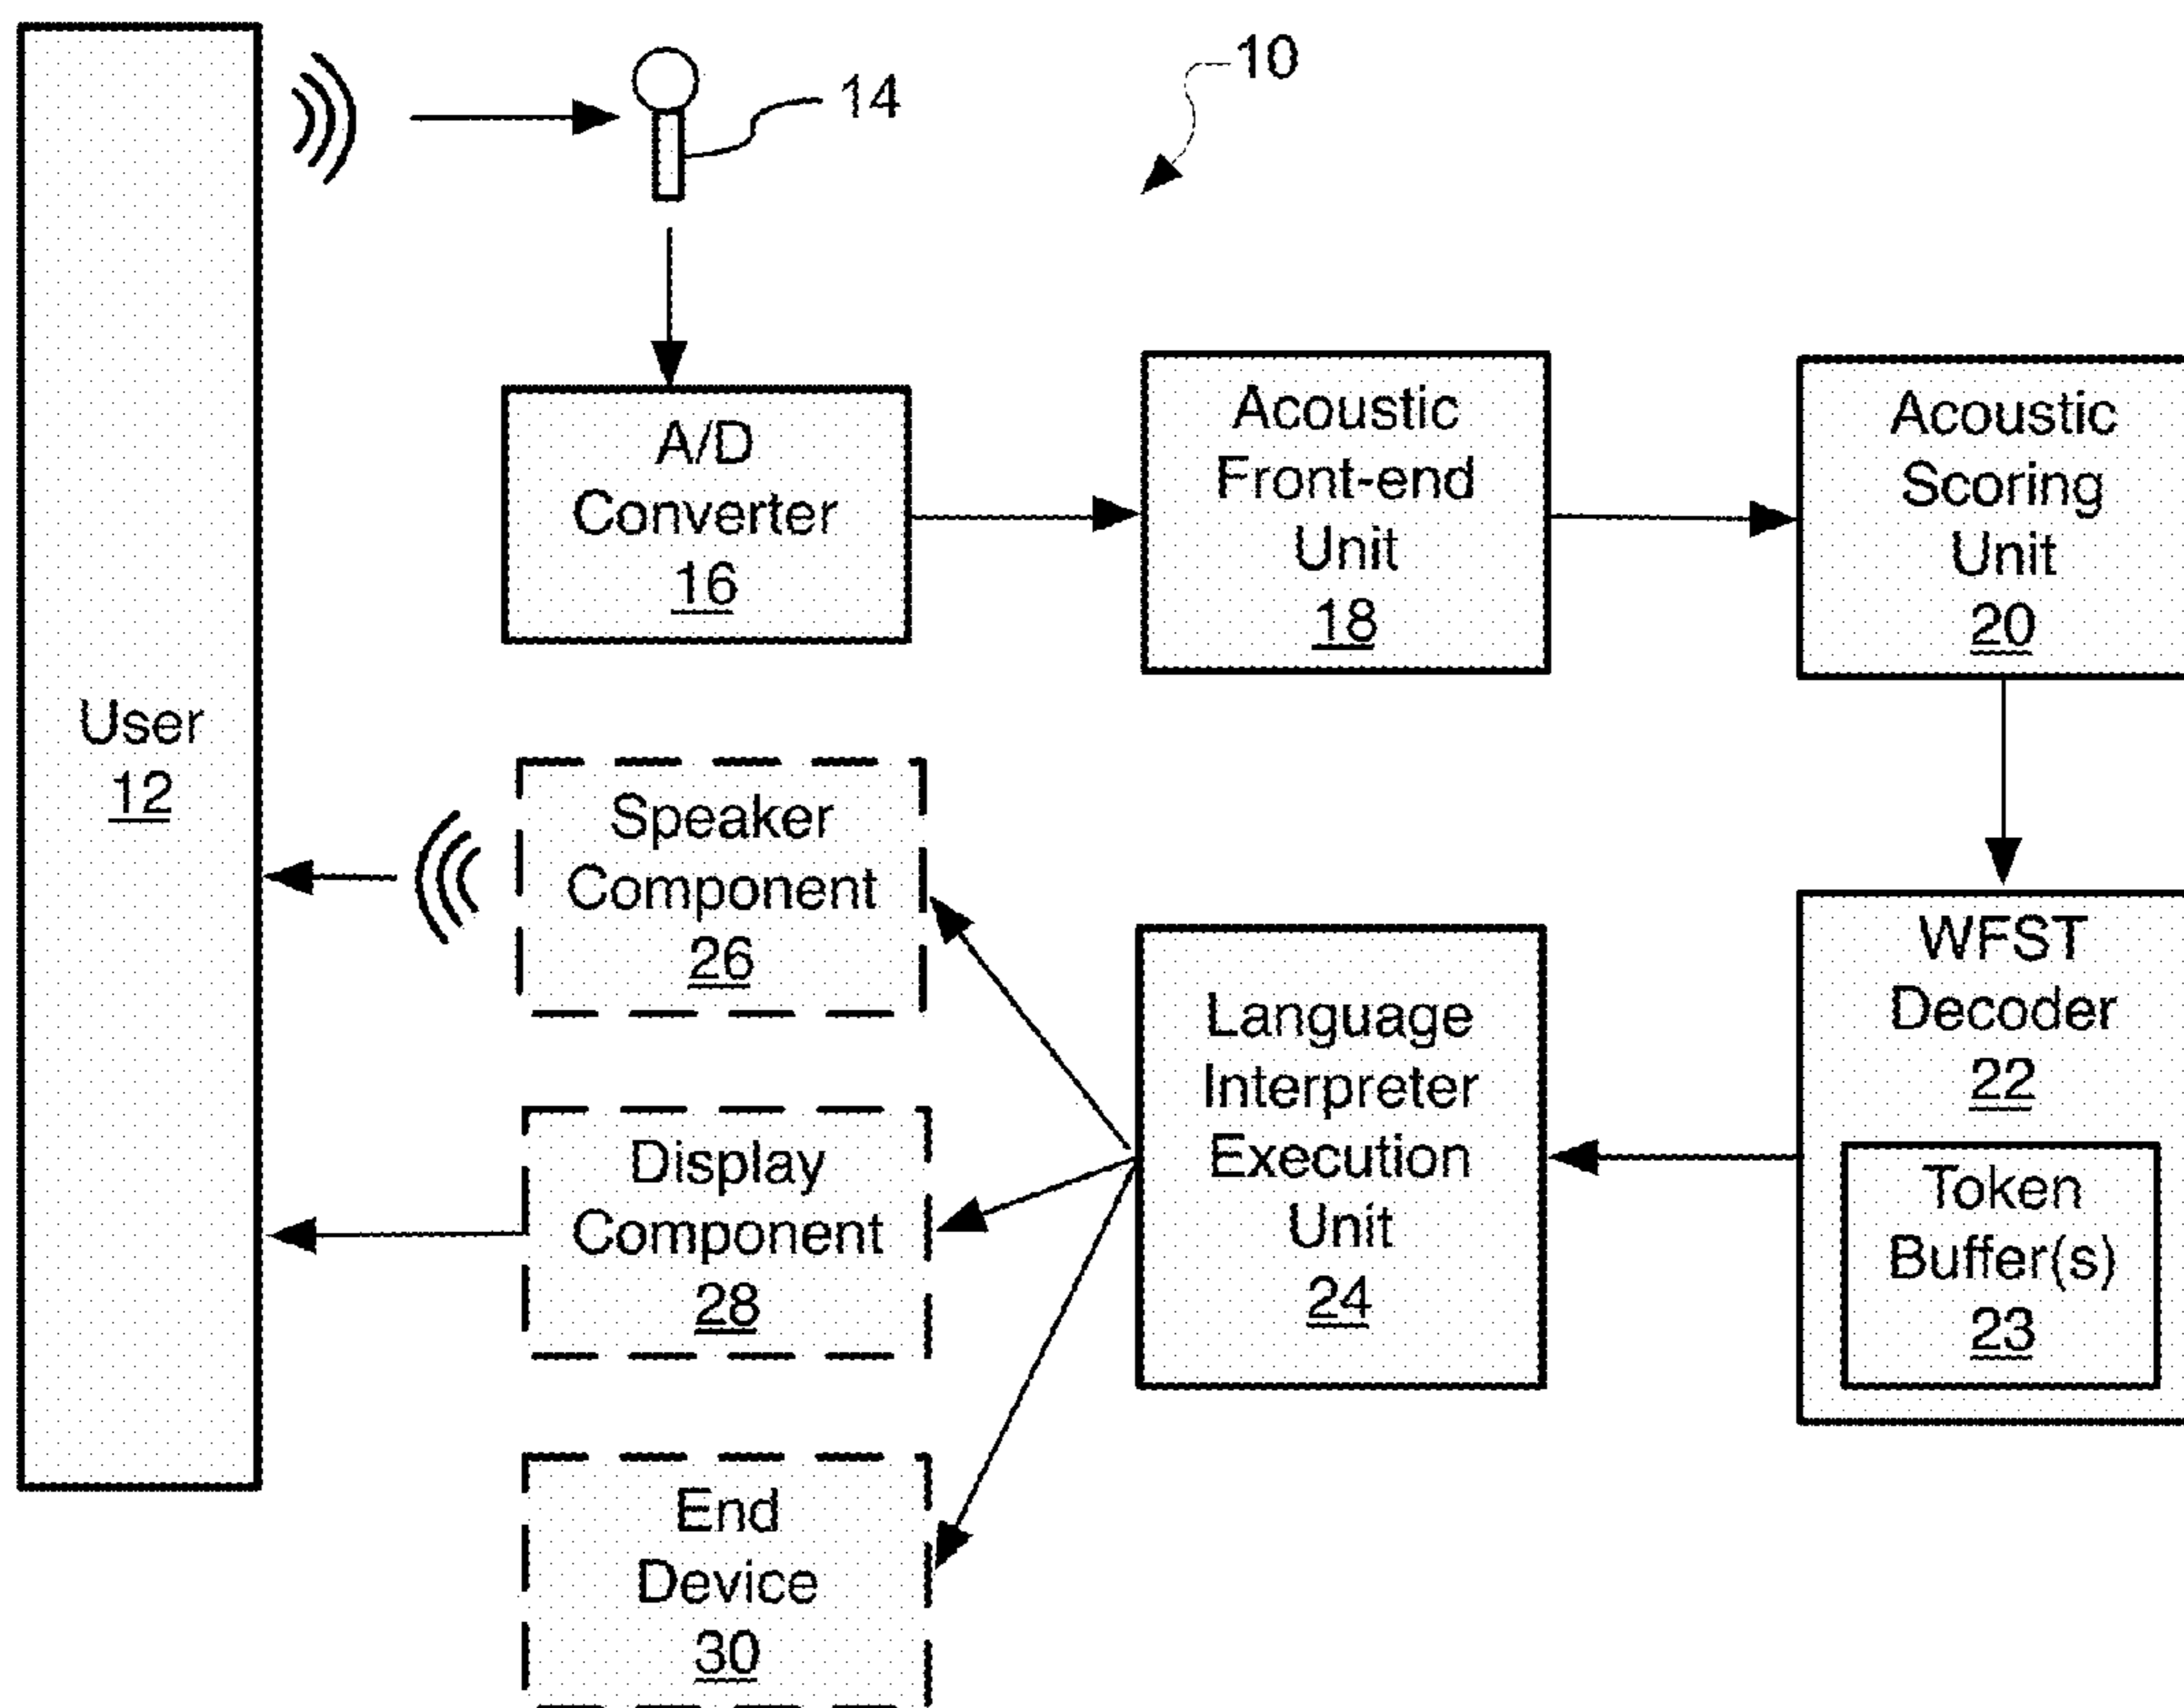 10
14
A/D
Converter
16
Acoustic
Front-end
Unit
18
Acoustic
Scoring
Unit
20
User
12
Speaker
Component
26
WFST
Decoder
22
Language
Interpreter
Execution
Unit
24
Display
Component
28
Token
Buffer(s)
23
End
Device
30